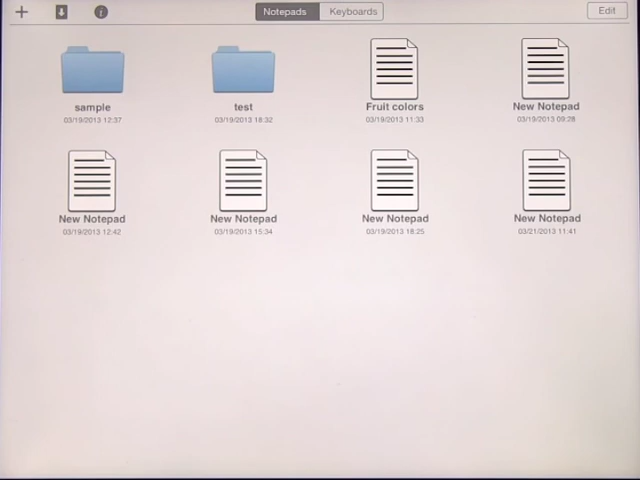 Notepads Keyboards Edit
sample test Fruit colors New Notepad
03/19/2013 12:37 03/19/2013 18:32 03/19/2013 11:33 03/19/2013 09:28
New Notepad New Notepad New Notepad New Notepad
03/19/2013 12:42 03/19/2013 15:34 03/19/2013 18:25 03/21/2013 11:41